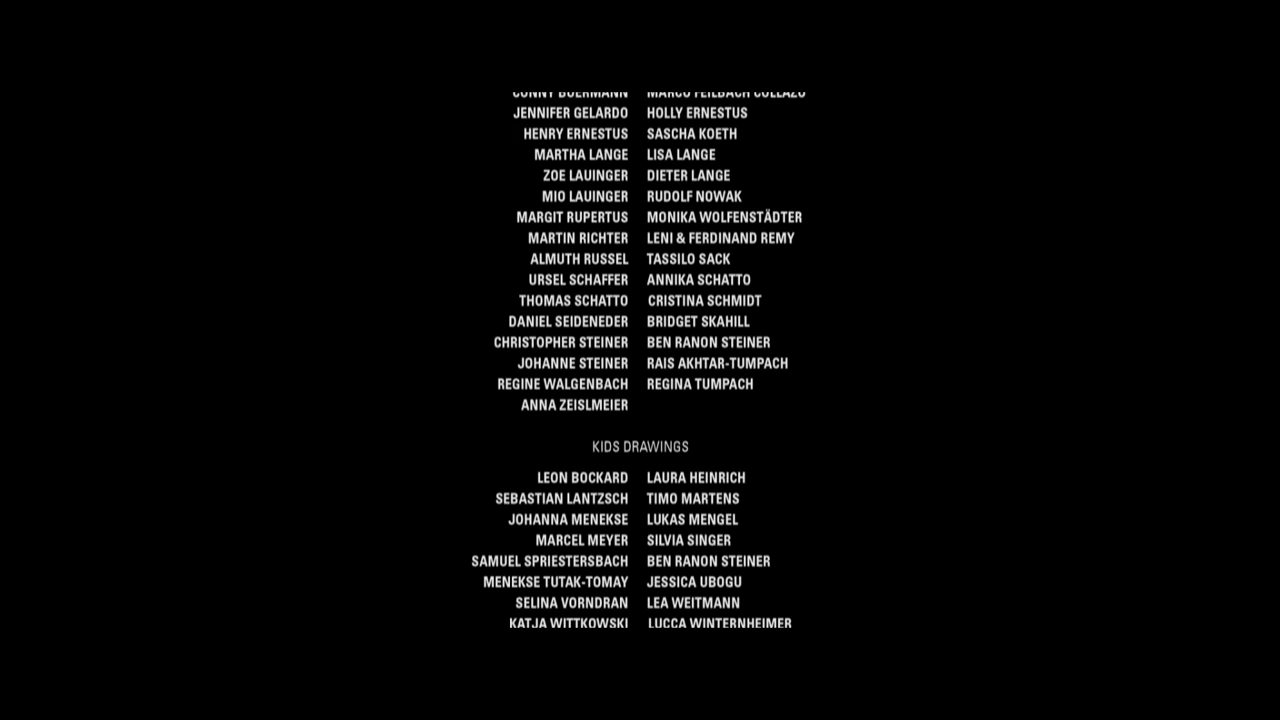 JENNIFER GELARDO HOLLY ERNESTUS
HENRY ERNESTUS SASCHA KOETH
MARTHA LANGE LISA LANGE
ZOE LAUINGER DIETER LANGE
MIO LAUINGER RUDOLF NOWAK
MARGIT RUPERTUS MONIKA WOLFENSTÄDTER
MARTIN RICHTER LENI & FERDINAND REMY
ALMUTH RUSSEL TASSILO SACK
URSEL SCHAFFER ANNIKA SCHATTO
THOMAS SCHATTO CRISTINA SCHMIDT
DANIEL SEIDENEDER BRIDGET SKAHILL
CHRISTOPHER STEINER BEN RANON STEINER
JOHANNE STEINER RAIS AKHTAR-TUMPACH
REGINE WALGENBACH REGINA TUMPACH
ANNA ZEISLMEIER
KIDS DRAWINGS
LEON BOCKARD LAURA HEINRICH
SEBASTIAN LANTZSCH TIMO MARTENS
JOHANNA MENEKSE LUKAS MENGEL
MARCEL MEYER SILVIA SINGER
SAMUEL SPRIESTERSBACH BEN RANON STEINER
MENEKSE TUTAK-TOMAY JESSICA UBOGU
SELINA VORNDRAN LEA WEITMANN
KATJA WITTKOWSKI LUCCA WINTERNHEIMER